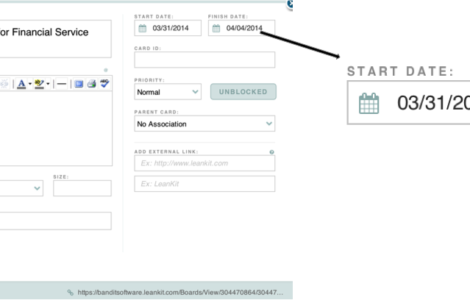 or Financial Service
START DATE:
FINISH DATE:
03/31/2014
04/04/2014
CARD ID:
PRIORITY:
Normal
UNBLOCKED
PARENT CARD:
No Association
ADD EXTERNAL LINK:
Ex: http://www.leankit.com
Ex: LeanKit
SIZE:
https://banditsoftware.leankit.com/Boards/View/304470864/30447...
START DATE:
03/31/20